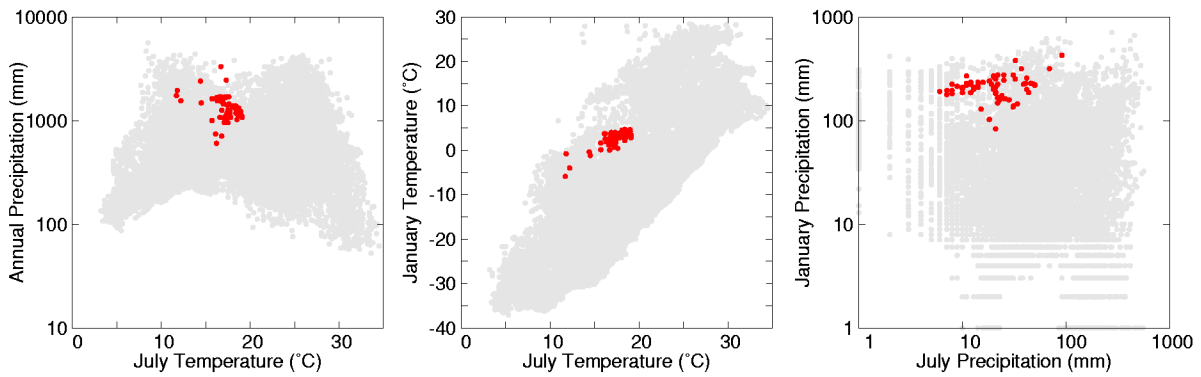 10000
1000
100
10
Annual Precipitation (mm)
0 10 20 30
July Temperature (˚C)
30
20
10
0
-10
-20
-30
-40
January Temperature (˚C)
0 10 20 30
July Temperature (˚C)
1000
100
10
1
January Precipitation (mm)
1 10 100 1000
July Precipitation (mm)